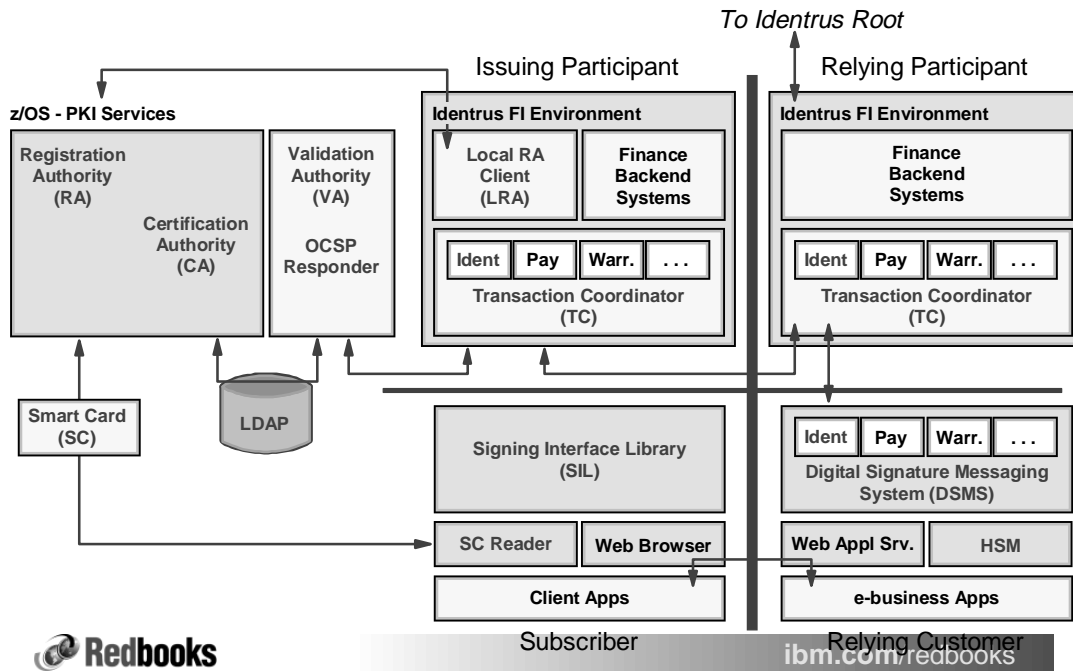 To Identrus Root
Issuing Participant
Relying Participant
z/OS - PKI Services
Registration
Authority
(RA)
Certification
Authority
(CA)
Validation
Authority
(VA)
OCSP
Responder
Identrus FI Environment
Local RA
Client
(LRA)
Finance
Backend
Systems
Ident
Pay
Warr.
. . .
Transaction Coordinator
(TC)
Identrus FI Environment
Finance
Backend
Systems
Ident
Pay
Warr.
. . .
Transaction Coordinator
(TC)
Smart Card
(SC)
LDAP
Signing Interface Library
(SIL)
SC Reader
Web Browser
Client Apps
Subscriber
Ident
Pay
Warr.
. . .
Digital Signature Messaging
System (DSMS)
Web Appl Srv.
HSM
e-business Apps
Relying Customer
Redbooks
ibm.com/redbooks